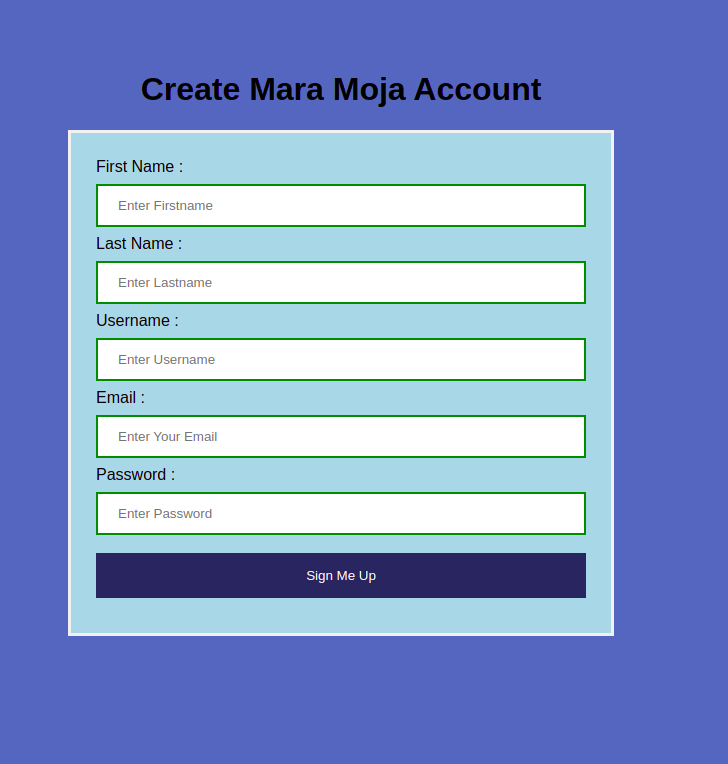 Create Mara Moja Account
First Name :
Enter Firstname
Last Name :
Enter Lastname
Username :
Enter Username
Email :
Enter Your Email
Password :
Enter Password
Sign Me Up